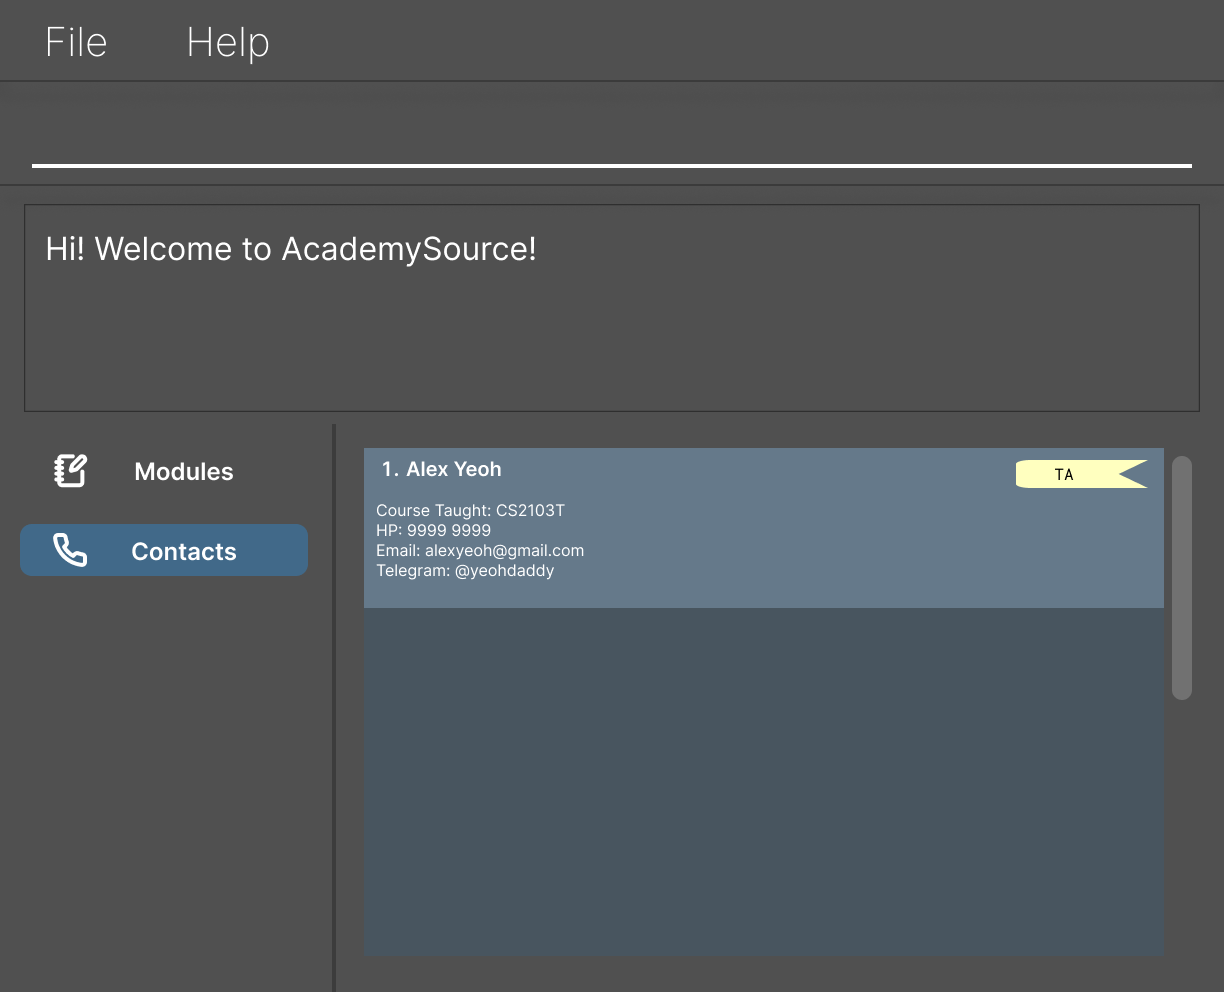 File Help
Hi! Welcome to AcademySource!
Modules
Contacts
1. Alex Yeoh
TA
Course Taught: CS2103T
HP: 9999 9999
Email: alexyeoh@gmail.com
Telegram: @yeohdaddy